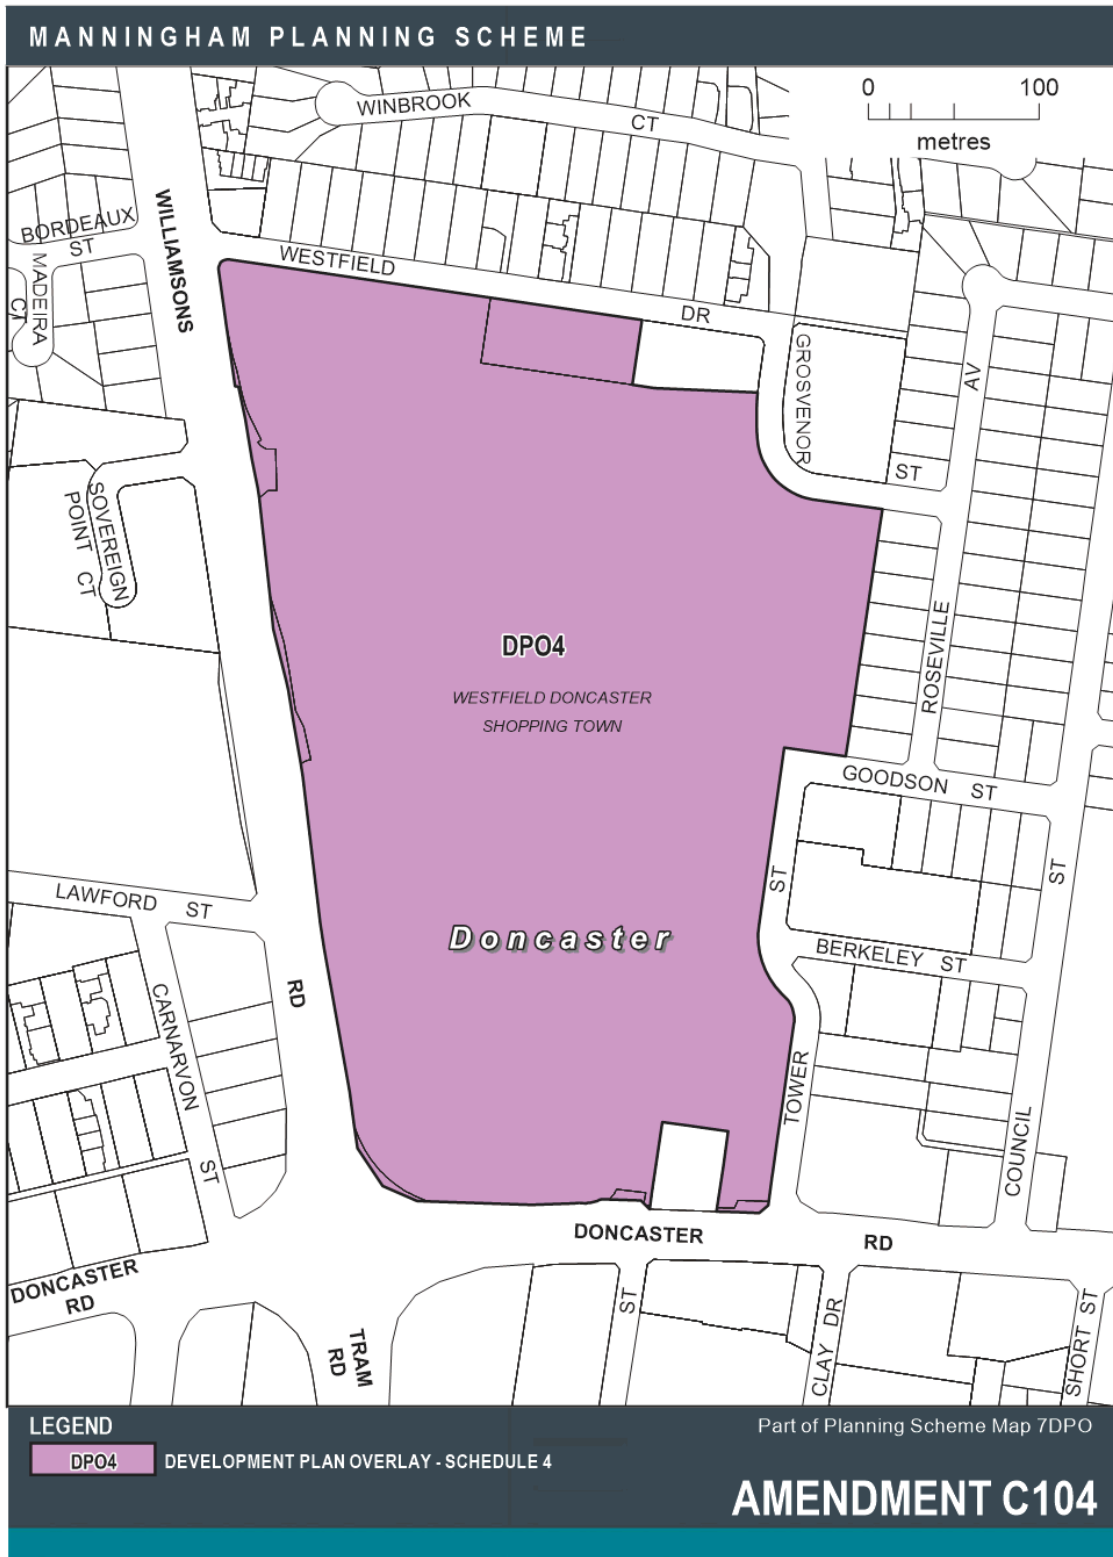 MANNINGHAM PLANNING SCHEME
0 100
metres
WINBROOK
CT
BORDEAUX
ST
MADEIRA
CT
WILLIAMSONS
WESTFIELD
DR
GROSVENOR
ST
AV
SOVEREIGN
POINT CT
DPO4
WESTFIELD DONCASTER
SHOPPING TOWN
ROSEVILLE
GOODSON ST
ST
ST
LAWFORD ST
Doncaster
BERKELEY ST
RD
CARNARVON
ST
TOWER
COUNCIL
DONCASTER
RD
DONCASTER
RD
TRAM
RD
ST
CLAY DR
SHORT ST
LEGEND
DPO4 DEVELOPMENT PLAN OVERLAY - SCHEDULE 4
Part of Planning Scheme Map 7DPO
AMENDMENT C104